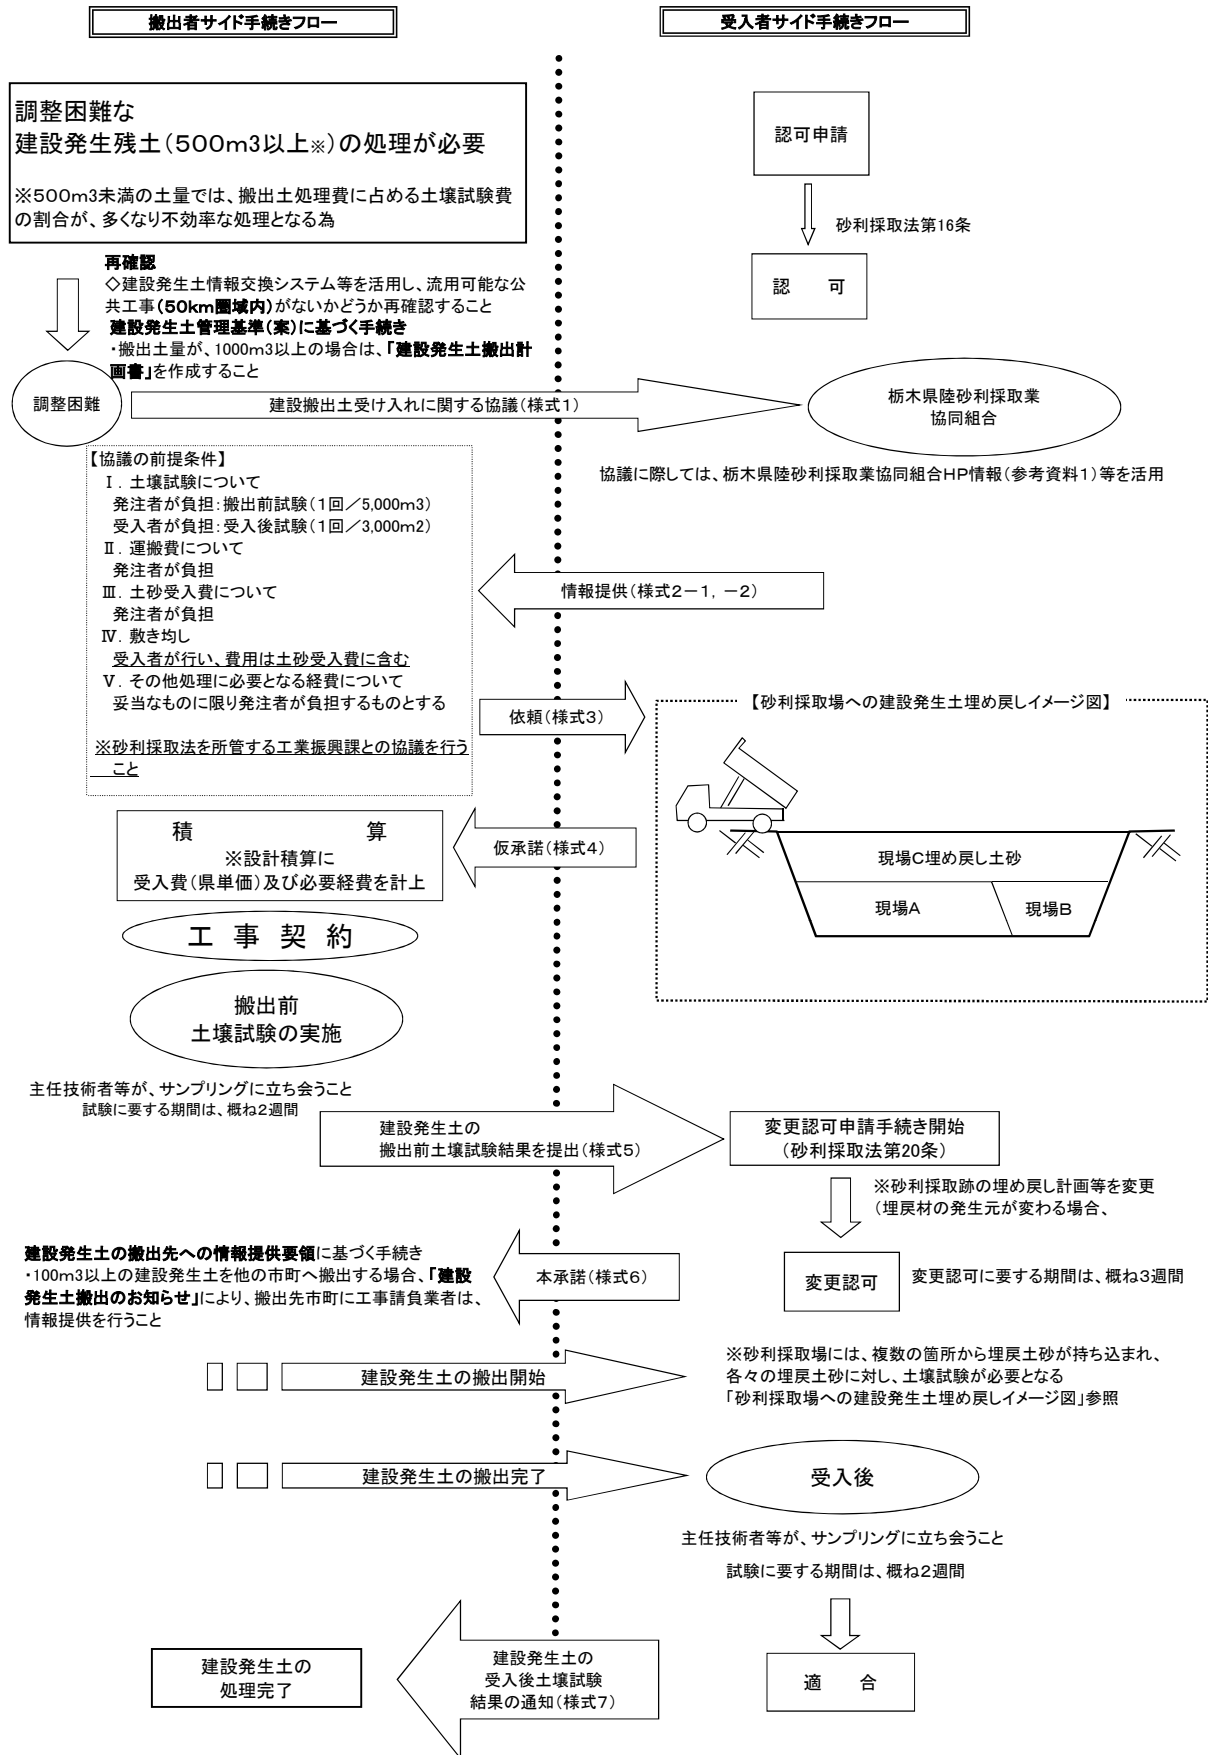 搬出者サイド手続きフロー
受入者サイド手続きフロー
調整困難な
建設発生残土(500m3以上※)の処理が必要
※500m3未満の土量では、搬出土処理費に占める土壌試験費
の割合が、多くなり不効率な処理となる為
認可申請
砂利採取法第16条
認 可
再確認
◇建設発生土情報交換システム等を活用し、流用可能な公
共工事(50km圏域内)がないかどうか再確認すること
建設発生土管理基準(案)に基づく手続き
・搬出土量が、1000m3以上の場合は、「建設発生土搬出計
画書」を作成すること
調整困難
建設搬出土受け入れに関する協議(様式1)
栃木県陸砂利採取業
協同組合
協議に際しては、栃木県陸砂利採取業協同組合HP情報(参考資料1)等を活用
【協議の前提条件】
Ⅰ.土壌試験について
発注者が負担:搬出前試験(1回/5,000m3)
受入者が負担:受入後試験(1回/3,000m2)
Ⅱ.運搬費について
発注者が負担
Ⅲ.土砂受入費について
発注者が負担
Ⅳ.敷き均し
受入者が行い、費用は土砂受入費に含む
Ⅴ.その他処理に必要となる経費について
妥当なものに限り発注者が負担するものとする
※砂利採取法を所管する工業振興課との協議を行う
こと
情報提供(様式2-1,-2)
依頼(様式3)
【砂利採取場への建設発生土埋め戻しイメージ図】
現場C埋め戻し土砂
現場A
現場B
仮承諾(様式4)
積 算
※設計積算に
受入費(県単価)及び必要経費を計上
工 事 契 約
搬出前
土壌試験の実施
主任技術者等が、サンプリングに立ち会うこと
試験に要する期間は、概ね2週間
建設発生土の
搬出前土壌試験結果を提出(様式5)
変更認可申請手続き開始
(砂利採取法第20条)
※砂利採取跡の埋め戻し計画等を変更
(埋戻材の発生元が変わる場合、
建設発生土の搬出先への情報提供要領に基づく手続き
・100m3以上の建設発生土を他の市町へ搬出する場合、「建設
発生土搬出のお知らせ」により、搬出先市町に工事請負業者は、
情報提供を行うこと
本承諾(様式6)
変更認可
変更認可に要する期間は、概ね3週間
建設発生土の搬出開始
※砂利採取場には、複数の箇所から埋戻土砂が持ち込まれ、
各々の埋戻土砂に対し、土壌試験が必要となる
「砂利採取場への建設発生土埋め戻しイメージ図」参照
建設発生土の搬出完了
受入後
主任技術者等が、サンプリングに立ち会うこと
試験に要する期間は、概ね2週間
建設発生土の
処理完了
建設発生土の
受入後土壌試験
結果の通知(様式7)
適 合